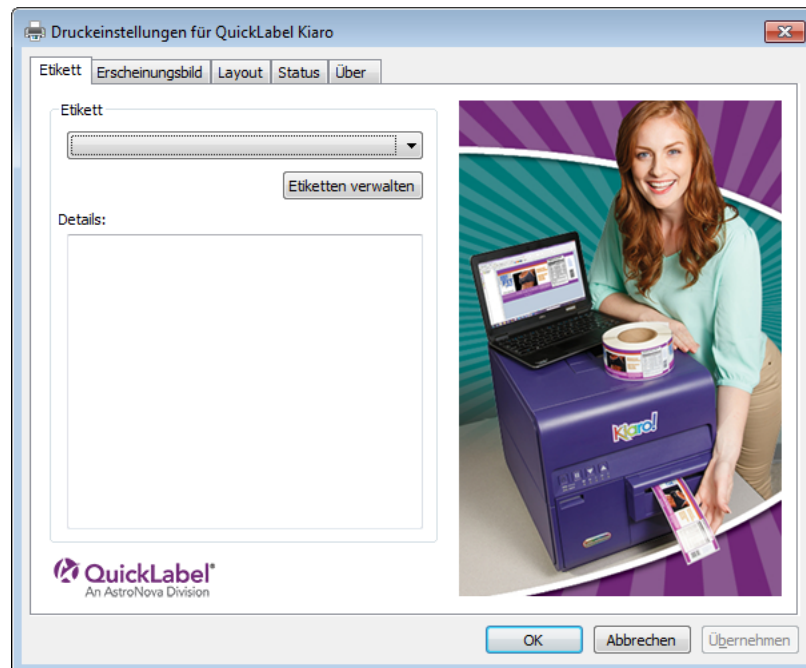 Druckeinstellungen für QuickLabel Kiaro
Etikett Erscheinungsbild Layout Status Über
Etikett
Etiketten verwalten
Details:
Kiaro!
QuickLabel®
An AstroNova Division
OK Abbrechen Übernehmen